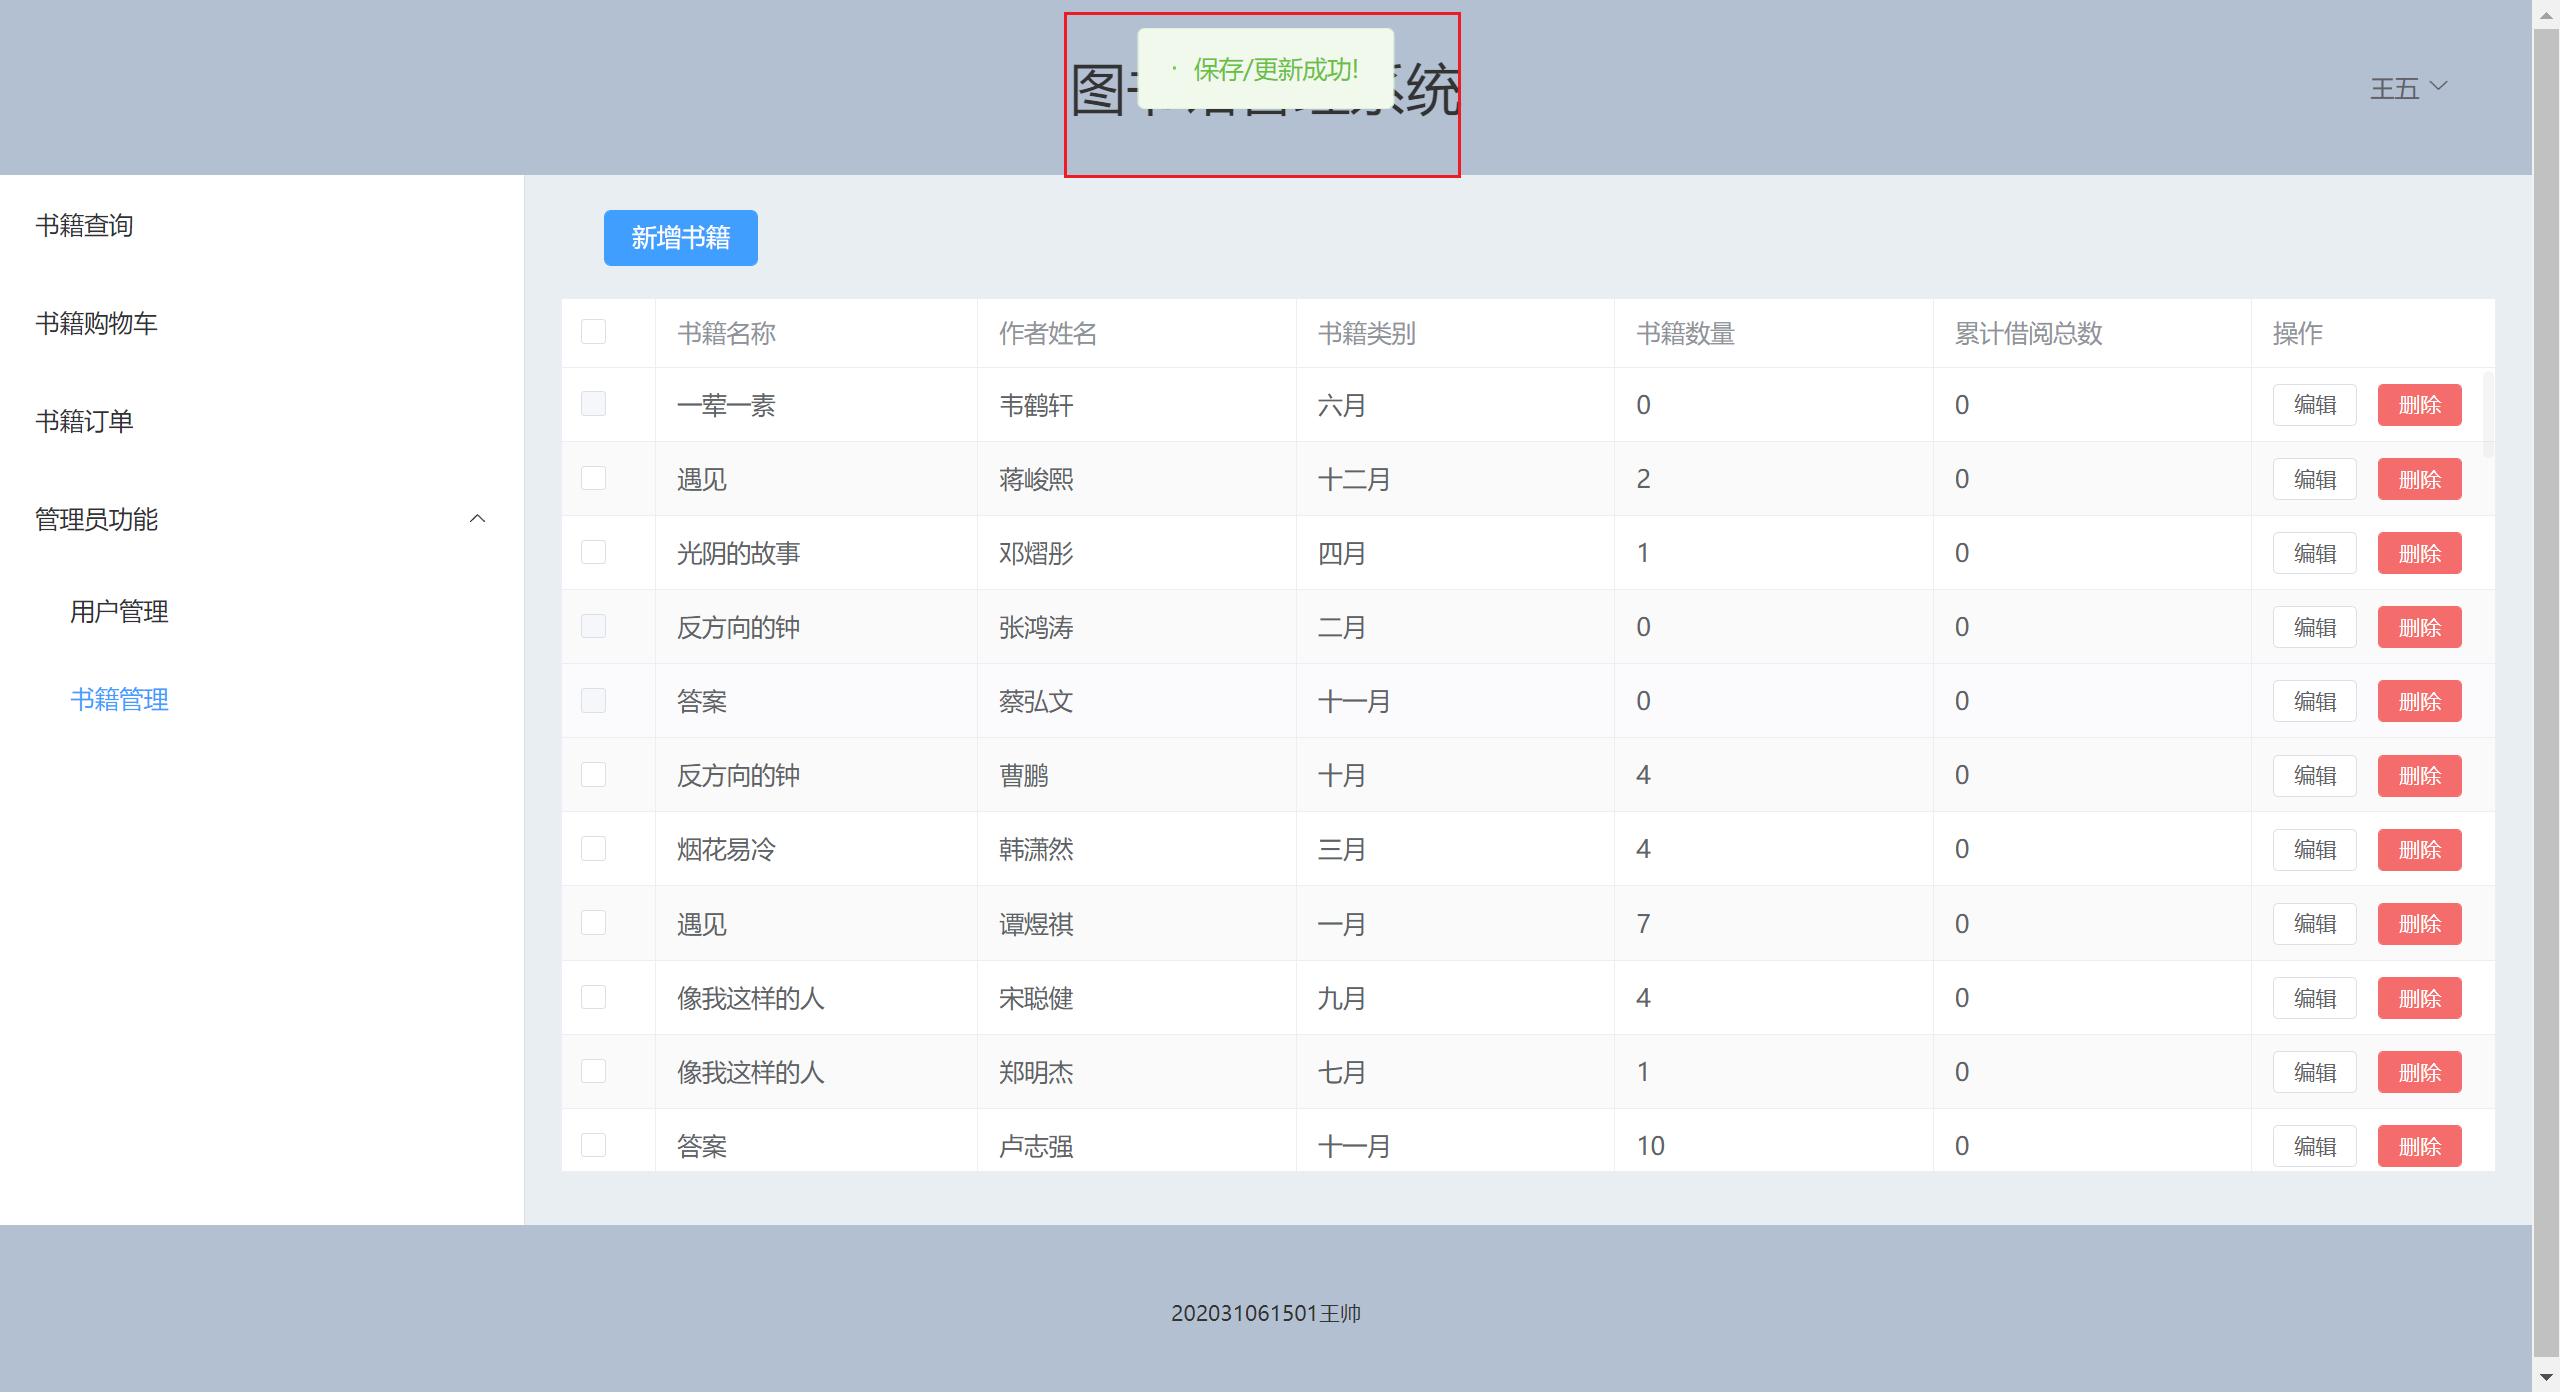 保存/更新成功!
图
系统
王五
书籍查询
书籍购物车
书籍订单
管理员功能
用户管理
书籍管理
新增书籍
书籍名称 作者姓名 书籍类别 书籍数量 累计借阅总数 操作
一荤一素 韦鹤轩 六月 0 0 编辑 删除
遇见 蒋峻熙 十二月 2 0 编辑 删除
光阴的故事 邓熠彤 四月 1 0 编辑 删除
反方向的钟 张鸿涛 二月 0 0 编辑 删除
答案 蔡弘文 十一月 0 0 编辑 删除
反方向的钟 曹鹏 十月 4 0 编辑 删除
烟花易冷 韩潇然 三月 4 0 编辑 删除
遇见 谭煜祺 一月 7 0 编辑 删除
像我这样的人 宋聪健 九月 4 0 编辑 删除
像我这样的人 郑明杰 七月 1 0 编辑 删除
答案 卢志强 十一月 10 0 编辑 删除
202031061501王帅